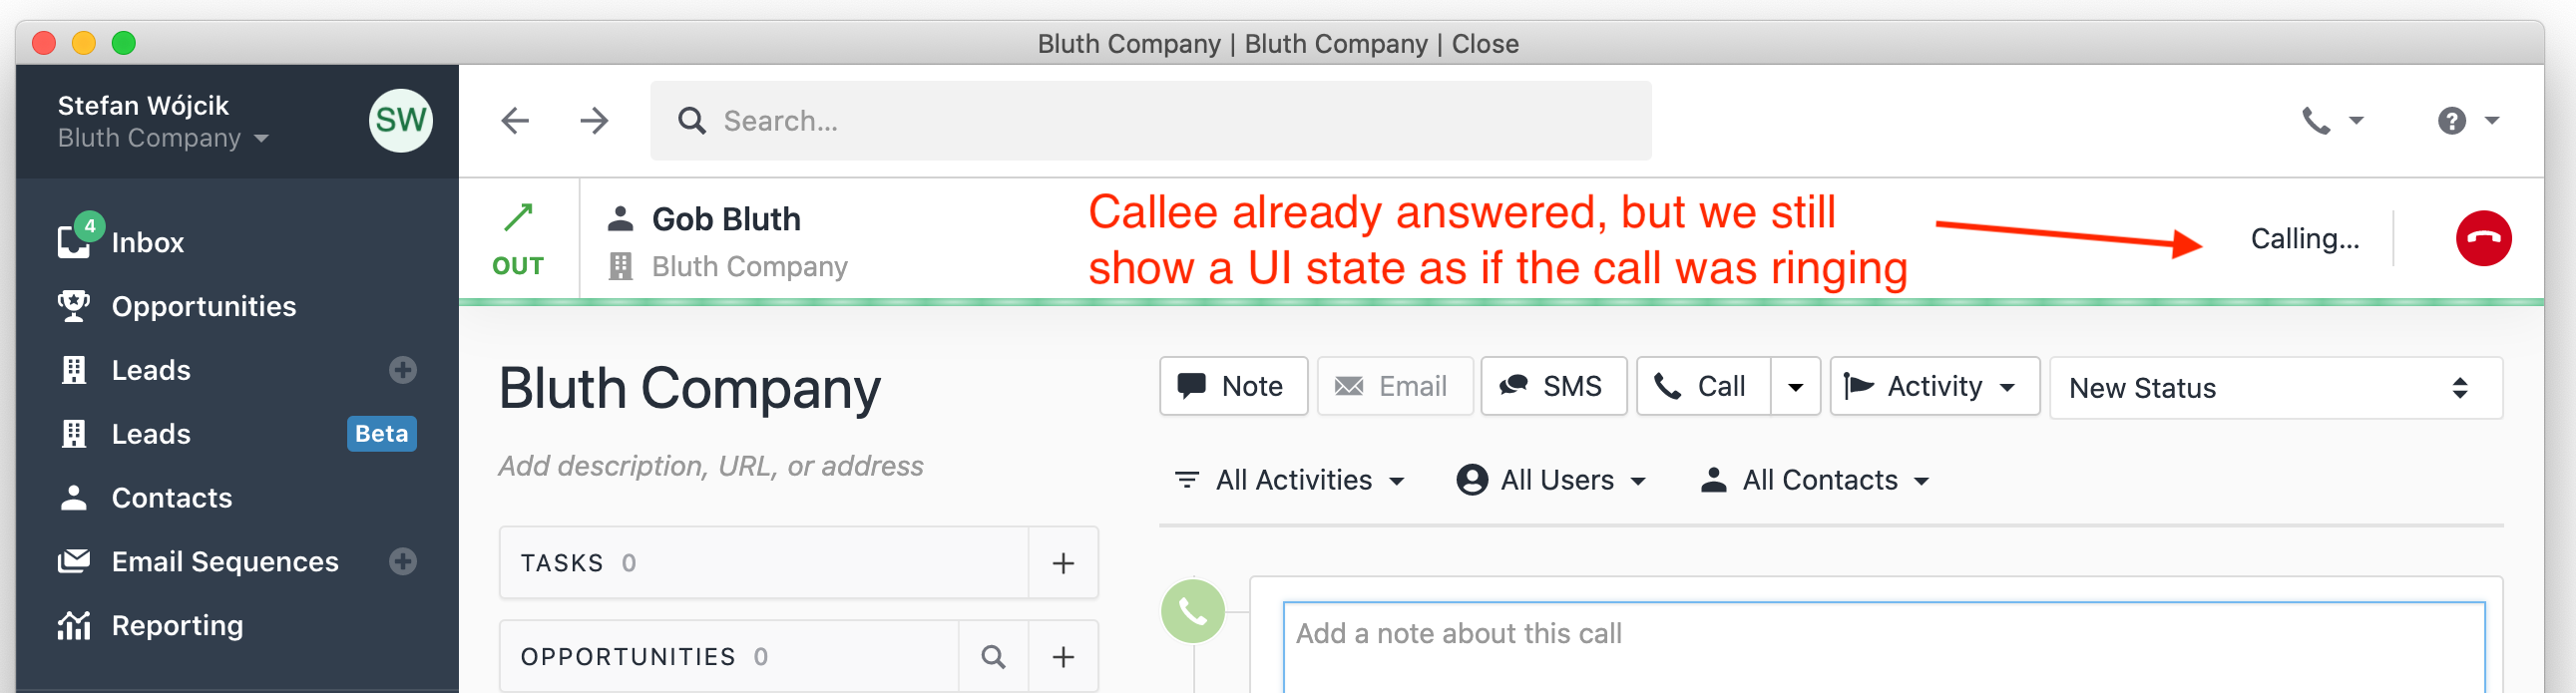 Bluth Company | Bluth Company | Close
Stefan Wójcik
Bluth Company
SW
Search...
4
Inbox
Opportunities
Leads
Leads Beta
Contacts
Email Sequences
Reporting
OUT
Gob Bluth
Bluth Company
Callee already answered, but we still
show a UI state as if the call was ringing
Calling...
Bluth Company
Add description, URL, or address
Note Email SMS Call Activity New Status
All Activities All Users All Contacts
TASKS 0
OPPORTUNITIES 0
Add a note about this call